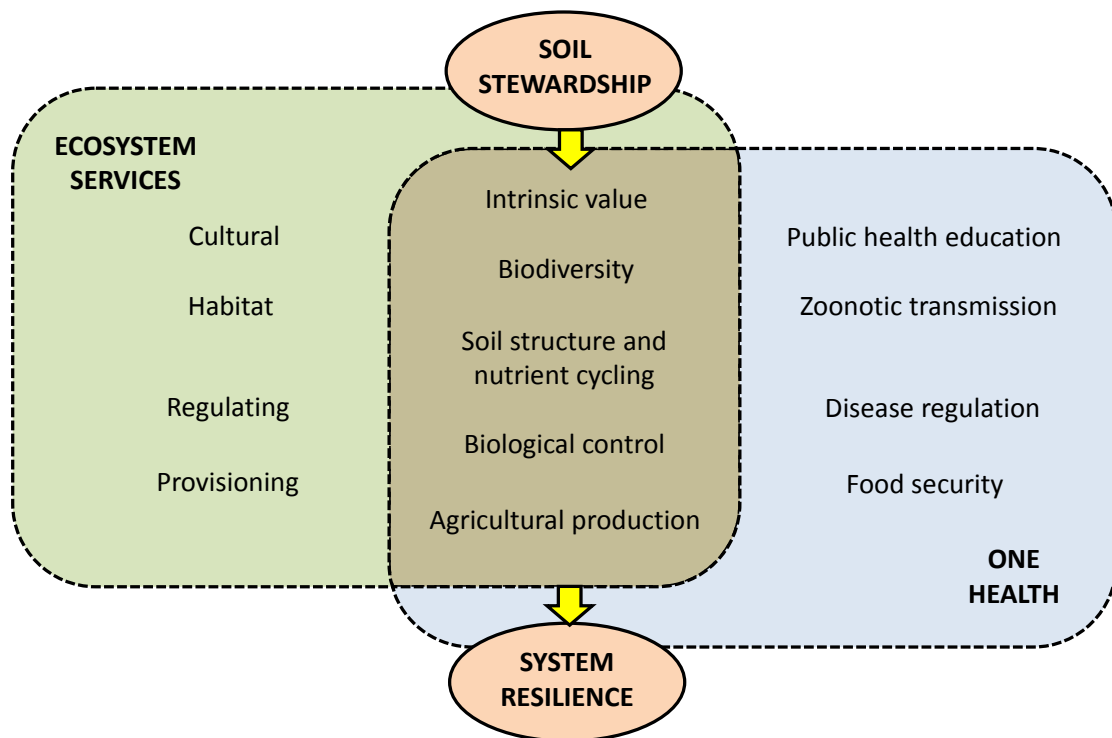 SOIL
STEWARDSHIP
ECOSYSTEM
SERVICES
Cultural
Habitat
Regulating
Provisioning
Intrinsic value
Biodiversity
Soil structure and
nutrient cycling
Biological control
Agricultural production
Public health education
Zoonotic transmission
Disease regulation
Food security
ONE
HEALTH
SYSTEM
RESILIENCE